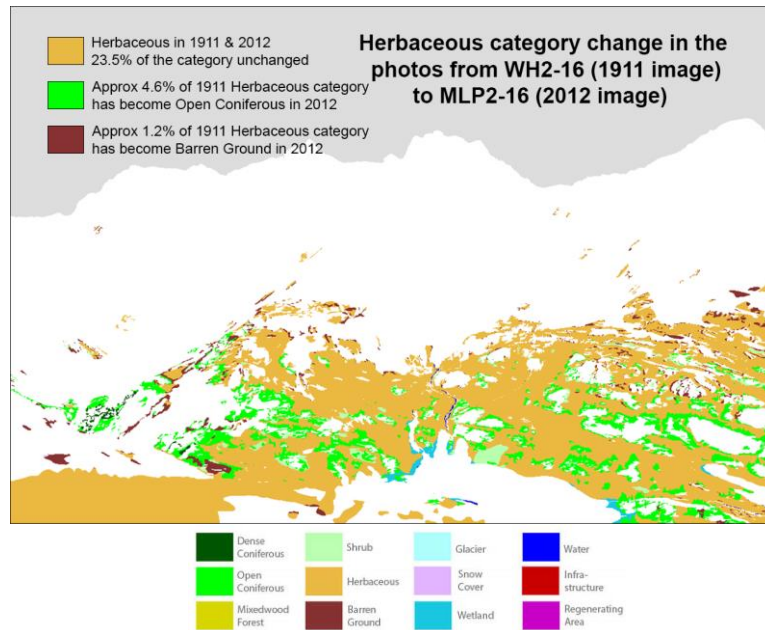 Herbaceous in 1911 & 2012
23.5% of the category unchanged
Approx 4.6% of 1911 Herbaceous category
has become Open Coniferous in 2012
Approx 1.2% of 1911 Herbaceous category
has become Barren Ground in 2012
Herbaceous category change in the
photos from WH2-16 (1911 image)
to MLP2-16 (2012 image)
Dense
Coniferous
Shrub
Glacier
Water
Open
Coniferous
Herbaceous
Snow
Cover
Infra-
structure
Mixedwood
Forest
Barren
Ground
Wetland
Regenerating
Area